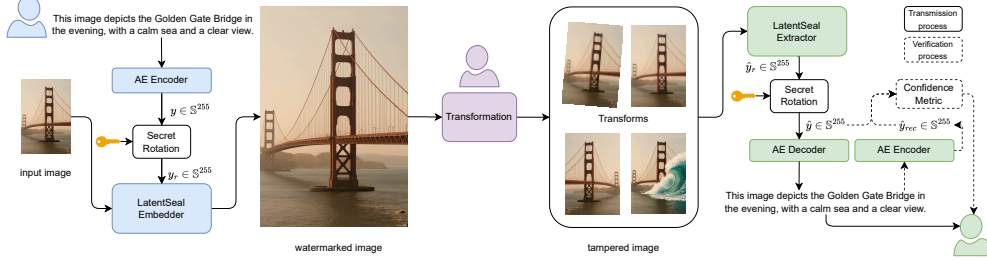 This image depicts the Golden Gate Bridge in
the evening, with a calm sea and a clear view.
AE Encoder
y ∈ 𝕊²⁵⁵
Secret
Rotation
y_r ∈ 𝕊²⁵⁵
LatentSeal
Embedder
input image
watermarked image
Transformation
Transforms
tampered image
LatentSeal
Extractor
ŷ_r ∈ 𝕊²⁵⁵
Secret
Rotation
ŷ ∈ 𝕊²⁵⁵
AE Decoder
This image depicts the Golden Gate Bridge in
the evening, with a calm sea and a clear view.
AE Encoder
ŷ_rec ∈ 𝕊²⁵⁵
Confidence
Metric
Transmission
process
Verification
process